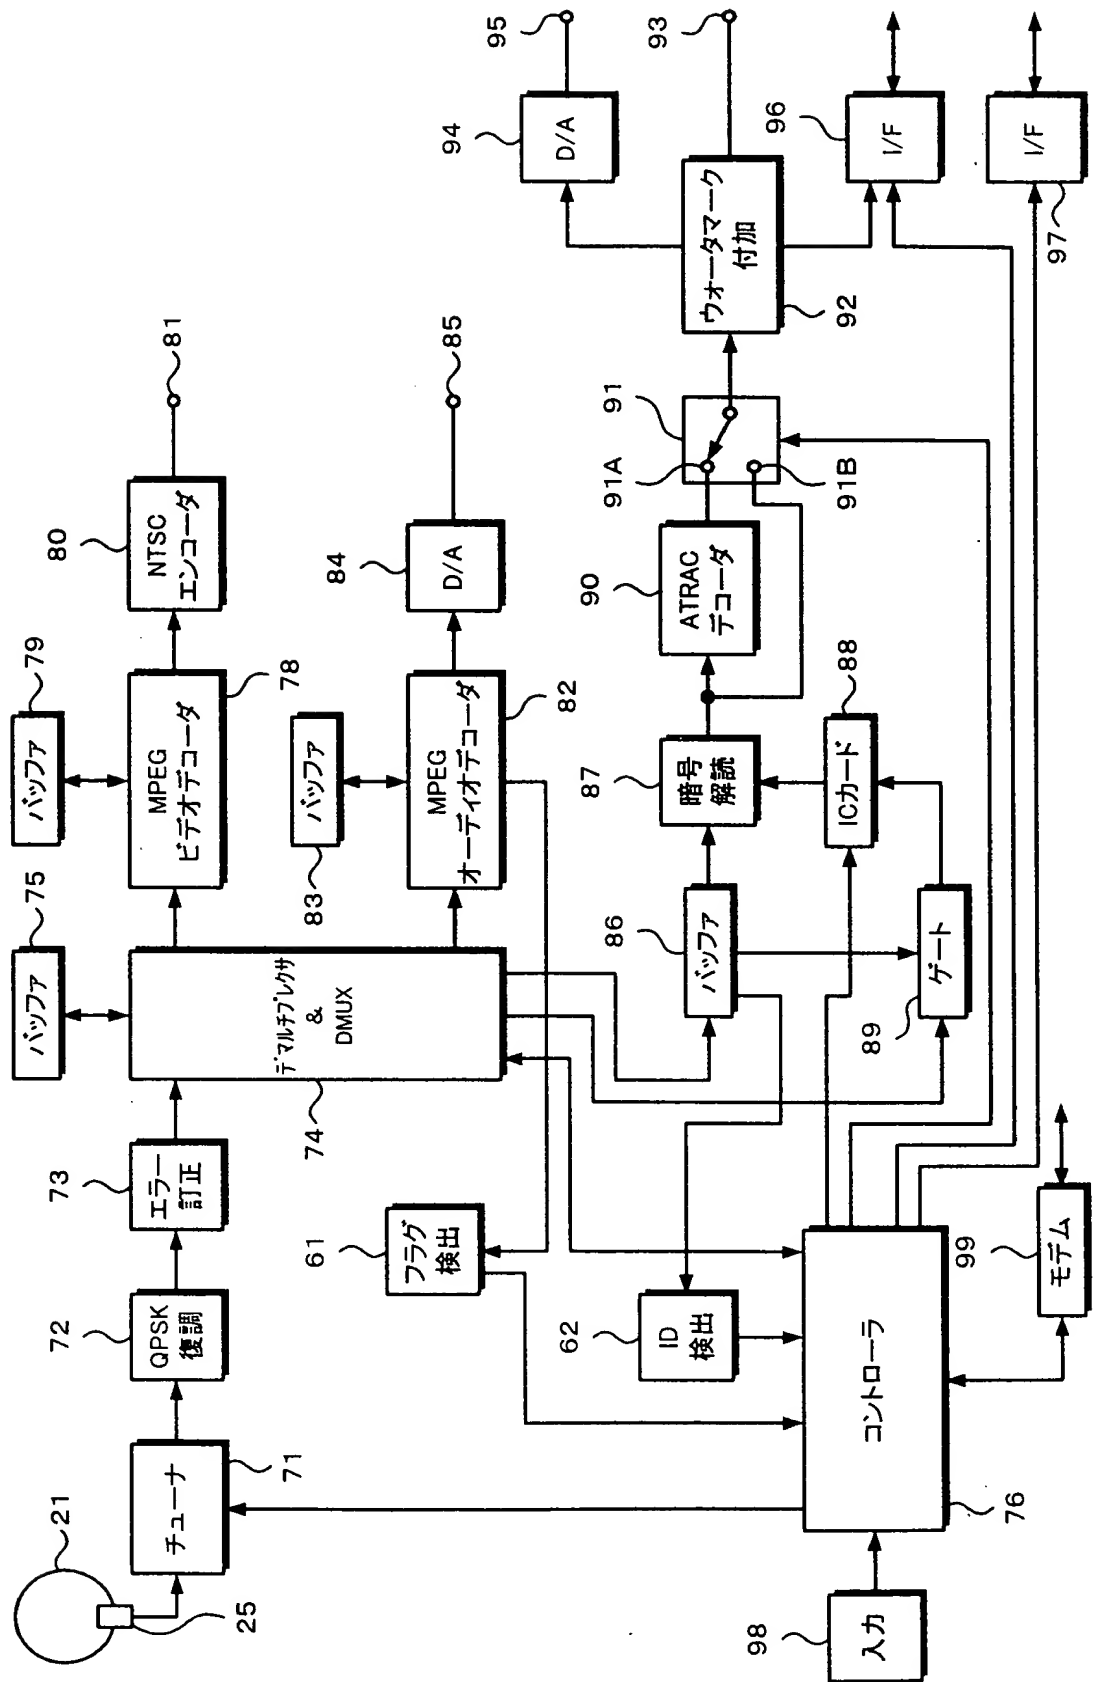 21
25
チューナ
71
72
QPSK
復調
73
エラー
訂正
75
バッファ
デマルチプレクサ
&
DMUX
74
79
バッファ
MPEG
ビデオデコーダ
78
80
NTSC
エンコーダ
81
83
バッファ
MPEG
オーディオデコーダ
82
84
D/A
85
61
フラグ
検出
62
ID
検出
86
バッファ
87
暗号
解読
ICカード
88
89
ゲート
90
ATRAC
デコーダ
91A
91
91B
ウォータマーク
付加
92
93
94
D/A
95
96
I/F
I/F
97
98
入力
コントローラ
76
99
モデム